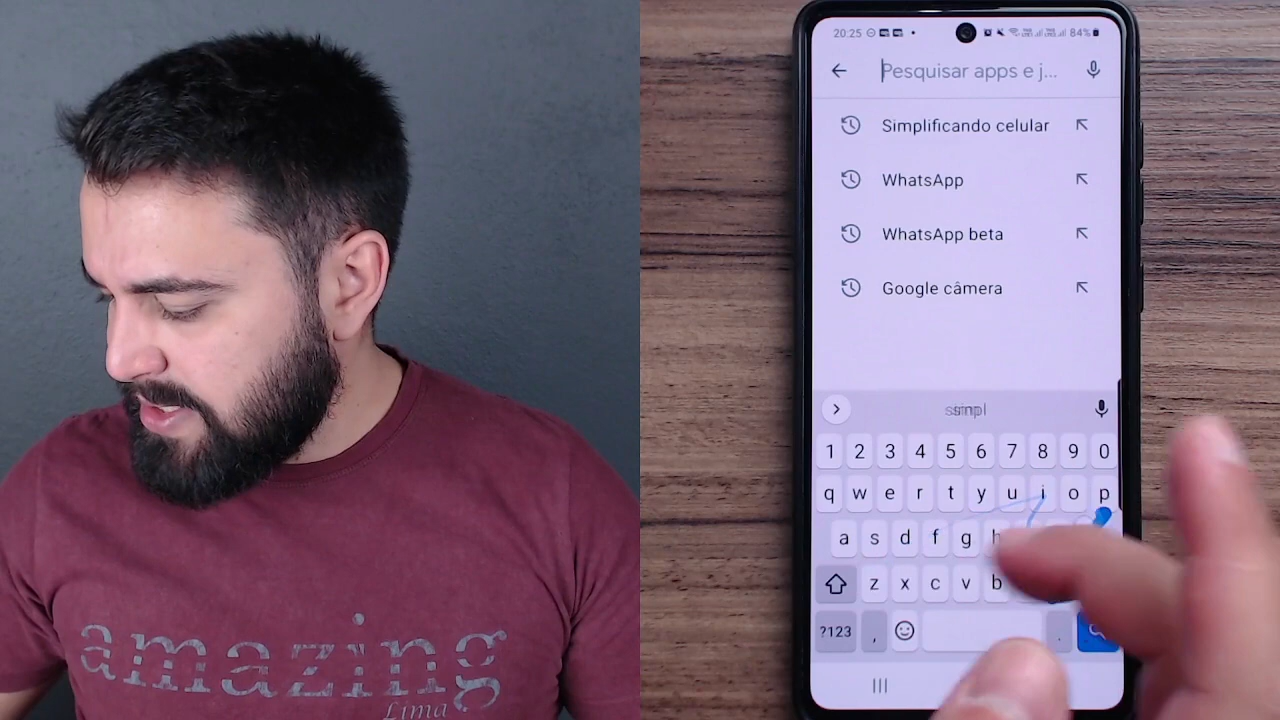 amazing
Lima
20:25 84%
Pesquisar apps e j...
Simplificando celular
WhatsApp
WhatsApp beta
Google câmera
1 2 3 4 5 6 7 8 9 0
q w e r t y u i o p
a s d f g h
z x c v b
?123 , .